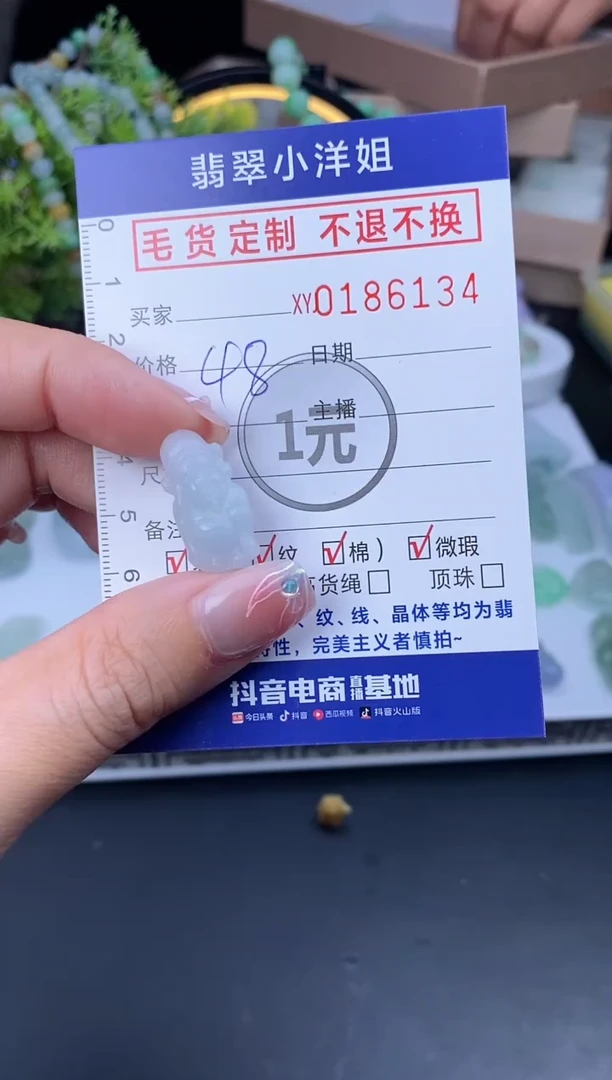 翡翠小洋姐
毛货定制 不退不换
买家 XY.0186134
价格 48 日期
主播
1元
尺
备注
纹 棉) 微瑕
货绳 顶珠
、纹、线、晶体等均为翡
性，完美主义者慎拍~
抖音电商直播基地
今日头条 抖音 西瓜视频 抖音火山版
0
1
2
4
5
6